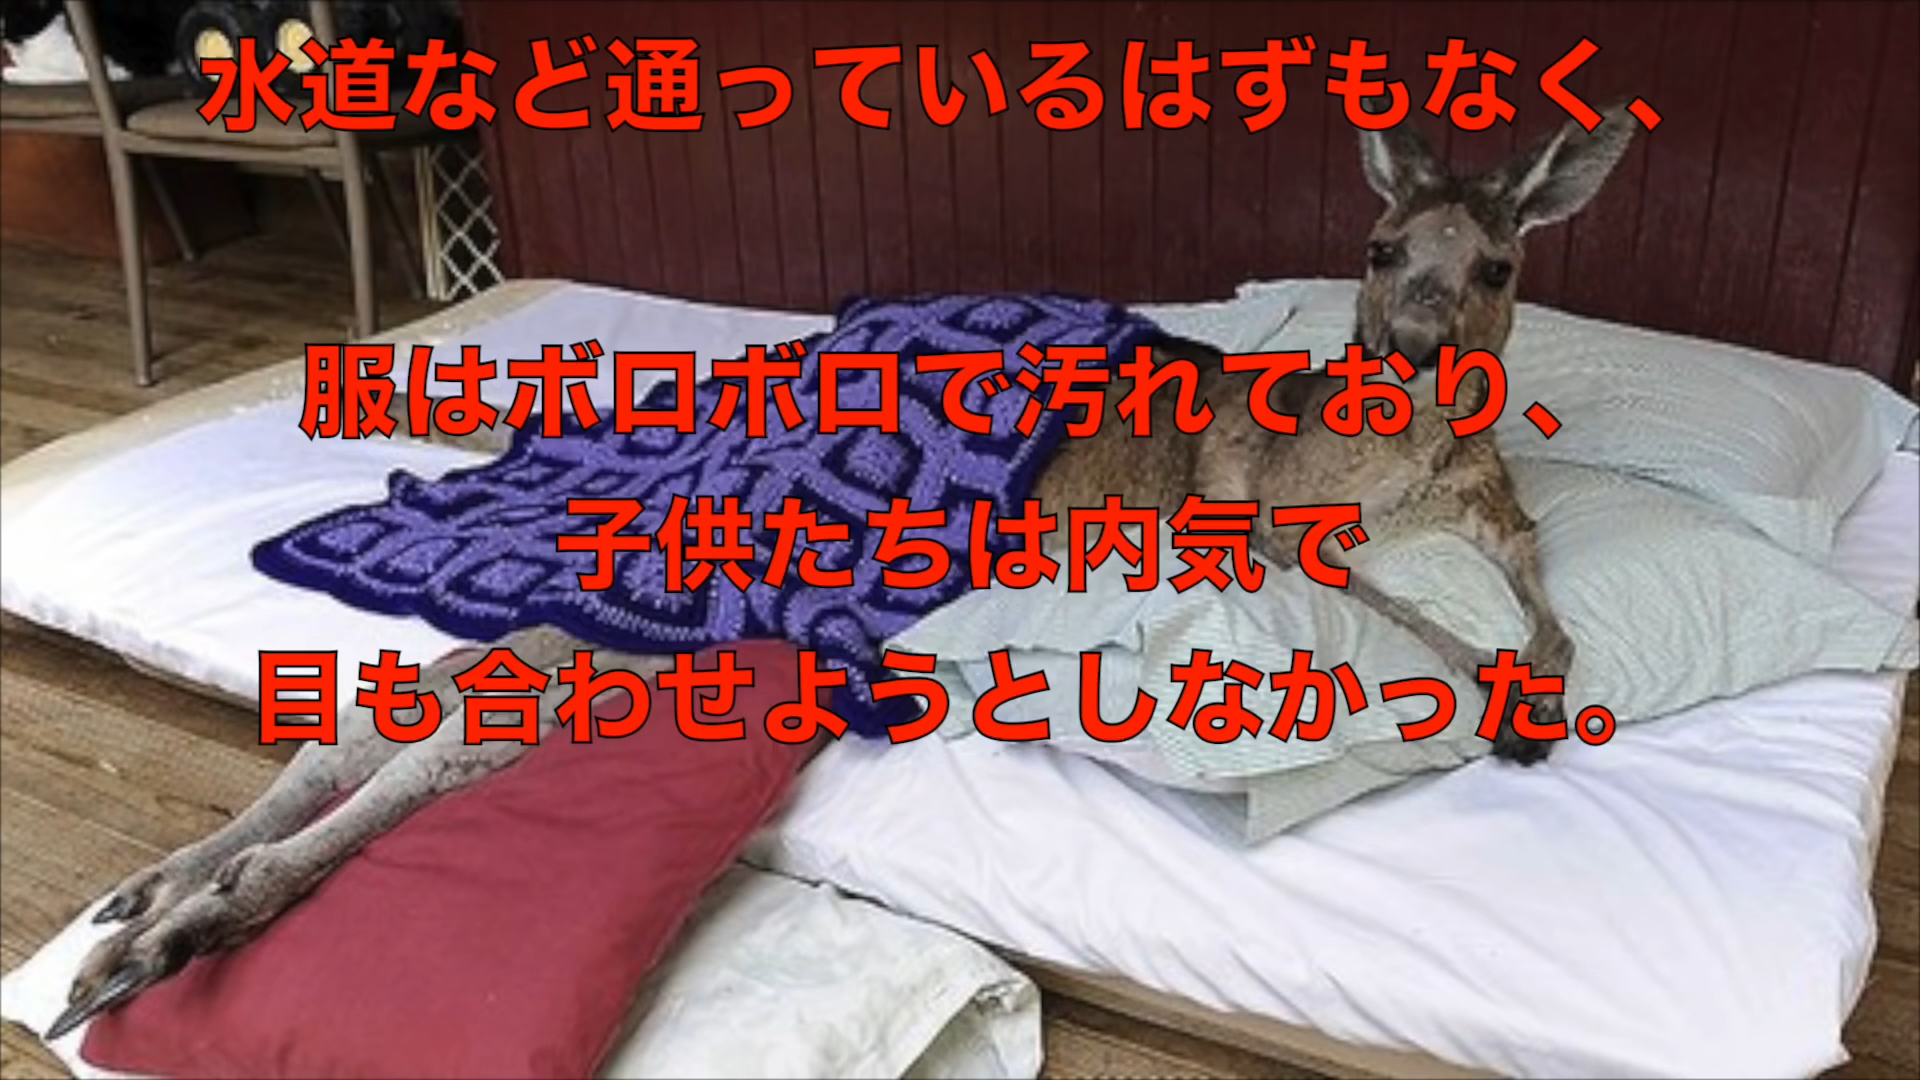 水道など通っているはずもなく、
服はボロボロで汚れており、
子供たちは内気で
目も合わせようとしなかった。